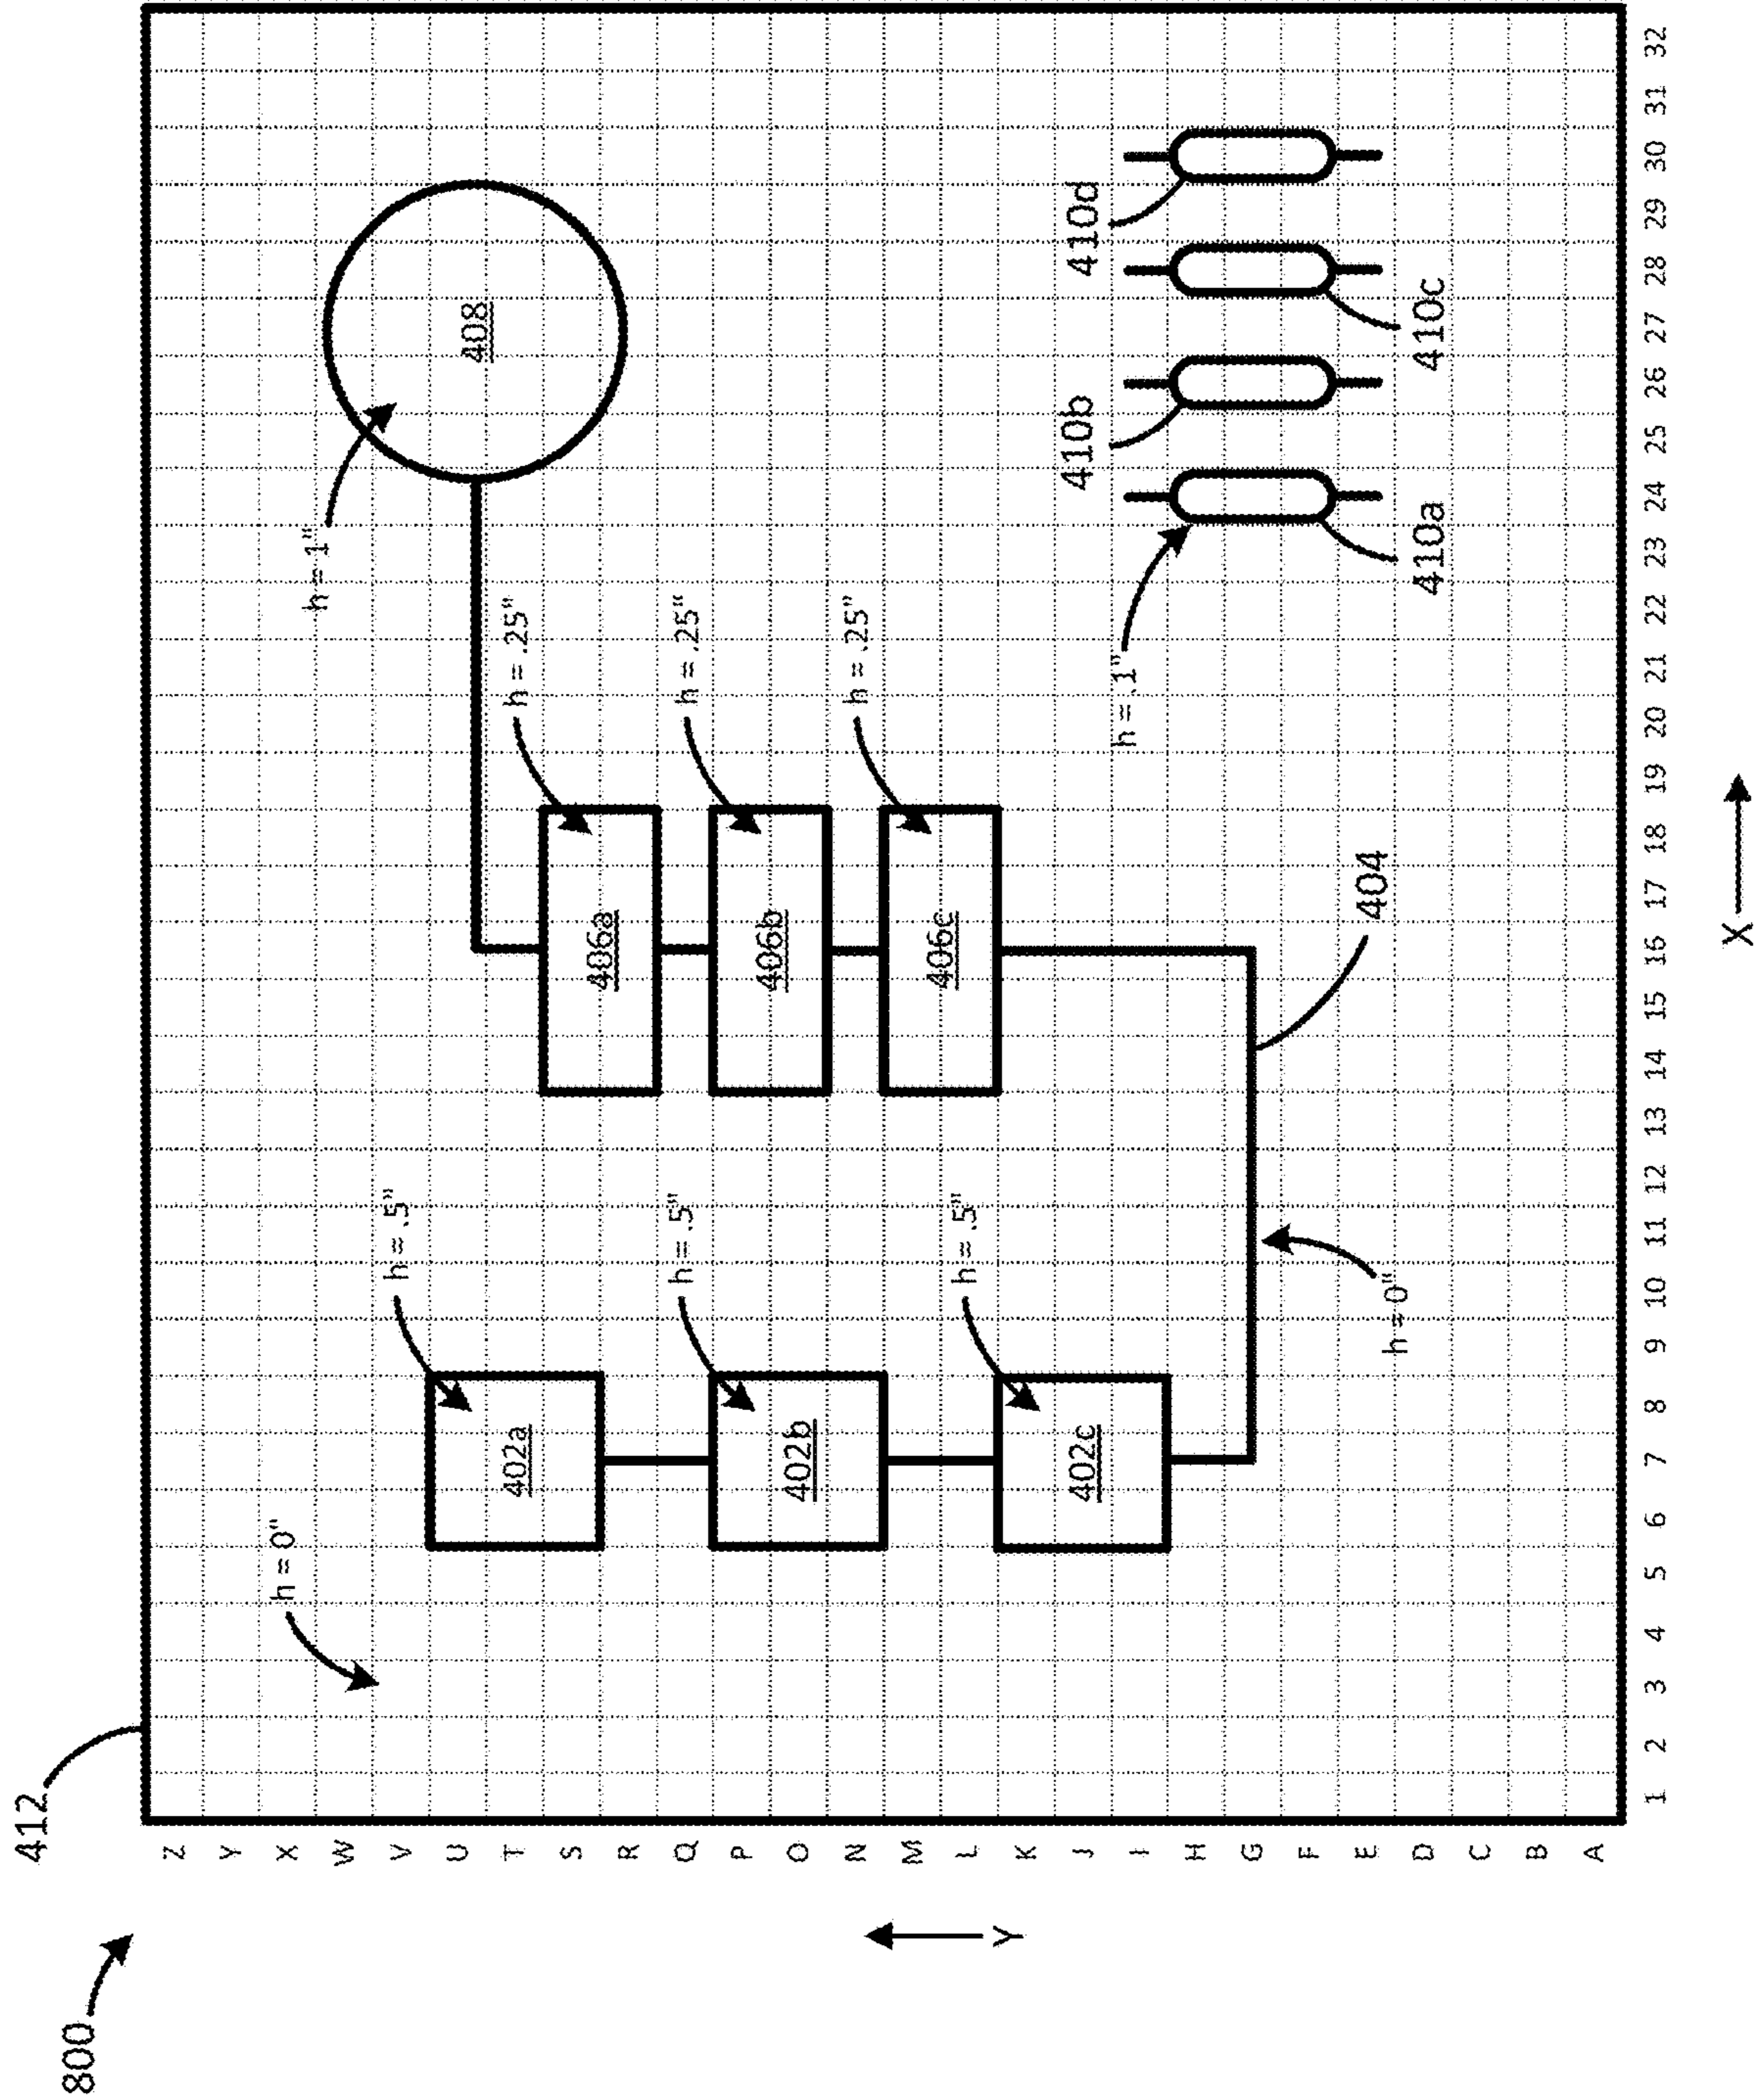 412
800
Z
Y
X
h = 0"
h = 1"
W
V
h = .5"
U
408
T
402a
h = .25"
S
406a
R
h = .5"
Q
h = .25"
P
406b
402b
O
N
h = .25"
M
406c
L
h = .5"
Y
K
402c
410b
410d
J
h = .1"
I
H
G
F
E
404
h = 0"
D
410a
410c
C
B
A
1 2 3 4 5 6 7 8 9 10 11 12 13 14 15 16 17 18 19 20 21 22 23 24 25 26 27 28 29 30 31 32
X